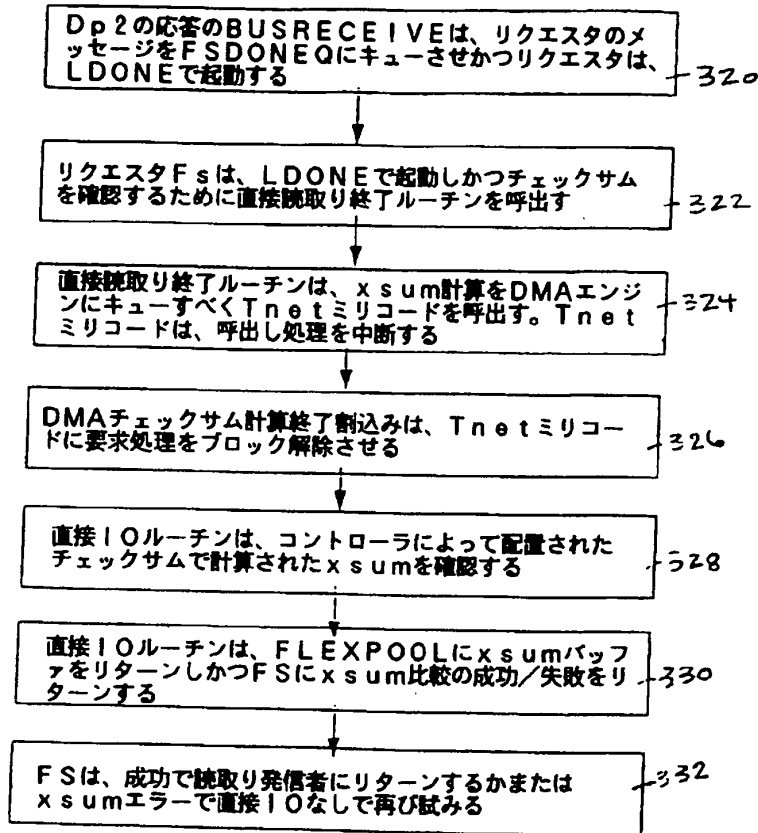 Dp2の応答のBUSRECEIVEは、リクエスタのメ
ッセージをFSDONEQにキューさせかつリクエスタは、
LDONEで起動する
320
リクエスタFsは、LDONEで起動しかつチェックサム
を確認するために直接読取り終了ルーチンを呼出す
322
直接読取り終了ルーチンは、xsum計算をDMAエンジ
ンにキューすべくTnetミリコードを呼出す。Tnet
ミリコードは、呼出し処理を中断する
324
DMAチェックサム計算終了割込みは、Tnetミリコー
ドに要求処理をブロック解除させる
326
直接IOルーチンは、コントローラによって配置された
チェックサムで計算されたxsumを確認する
328
直接IOルーチンは、FLEXPOOLにxsumバッフ
ァをリターンしかつFSにxsum比較の成功/失敗をリ
ターンする
330
FSは、成功で読取り発信者にリターンするかまたは
xsumエラーで直接IOなしで再び試みる
332